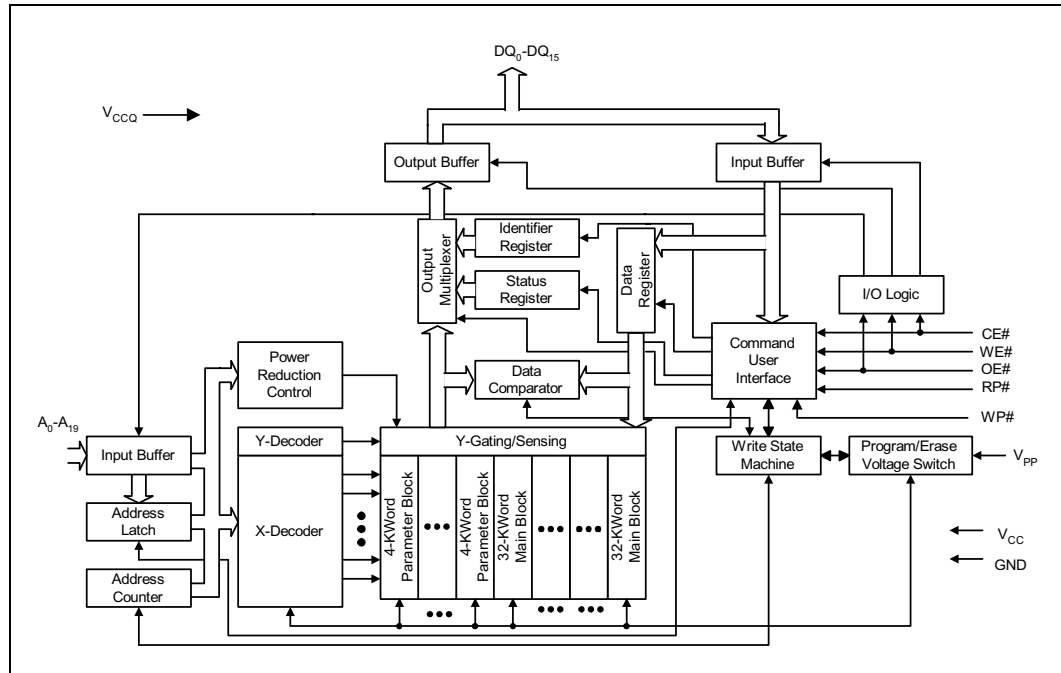 DQ₀-DQ₁₅
V_CCQ
Output Buffer
Input Buffer
Output
Multiplexer
Identifier
Register
Status
Register
Data
Register
I/O Logic
Command
User
Interface
CE#
WE#
OE#
RP#
WP#
Power
Reduction
Control
Data
Comparator
A₀-A₁₉
Input Buffer
Y-Decoder
Y-Gating/Sensing
Write State
Machine
Program/Erase
Voltage Switch
V_PP
Address
Latch
X-Decoder
4-KWord
Parameter Block
4-KWord
Parameter Block
32-KWord
Main Block
32-KWord
Main Block
V_CC
GND
Address
Counter